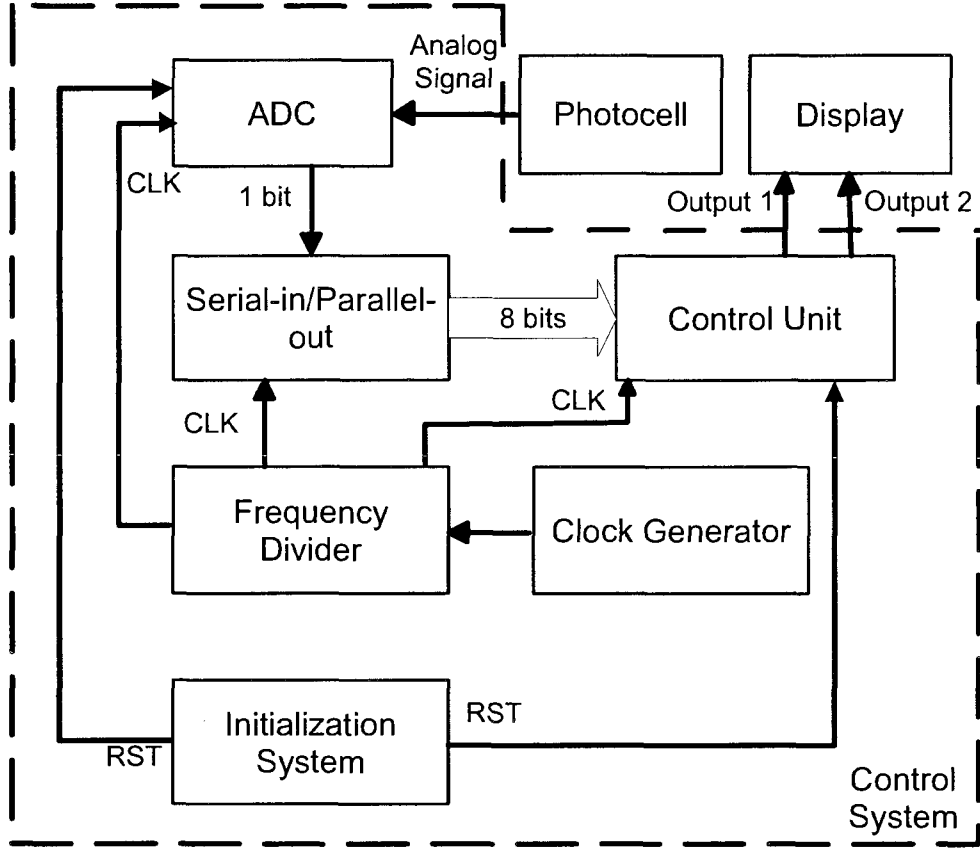 Analog
Signal
ADC
Photocell
Display
CLK
1 bit
Output 1
Output 2
Serial-in/Parallel-
out
8 bits
Control Unit
CLK
CLK
Frequency
Divider
Clock Generator
Initialization
System
RST
RST
Control
System